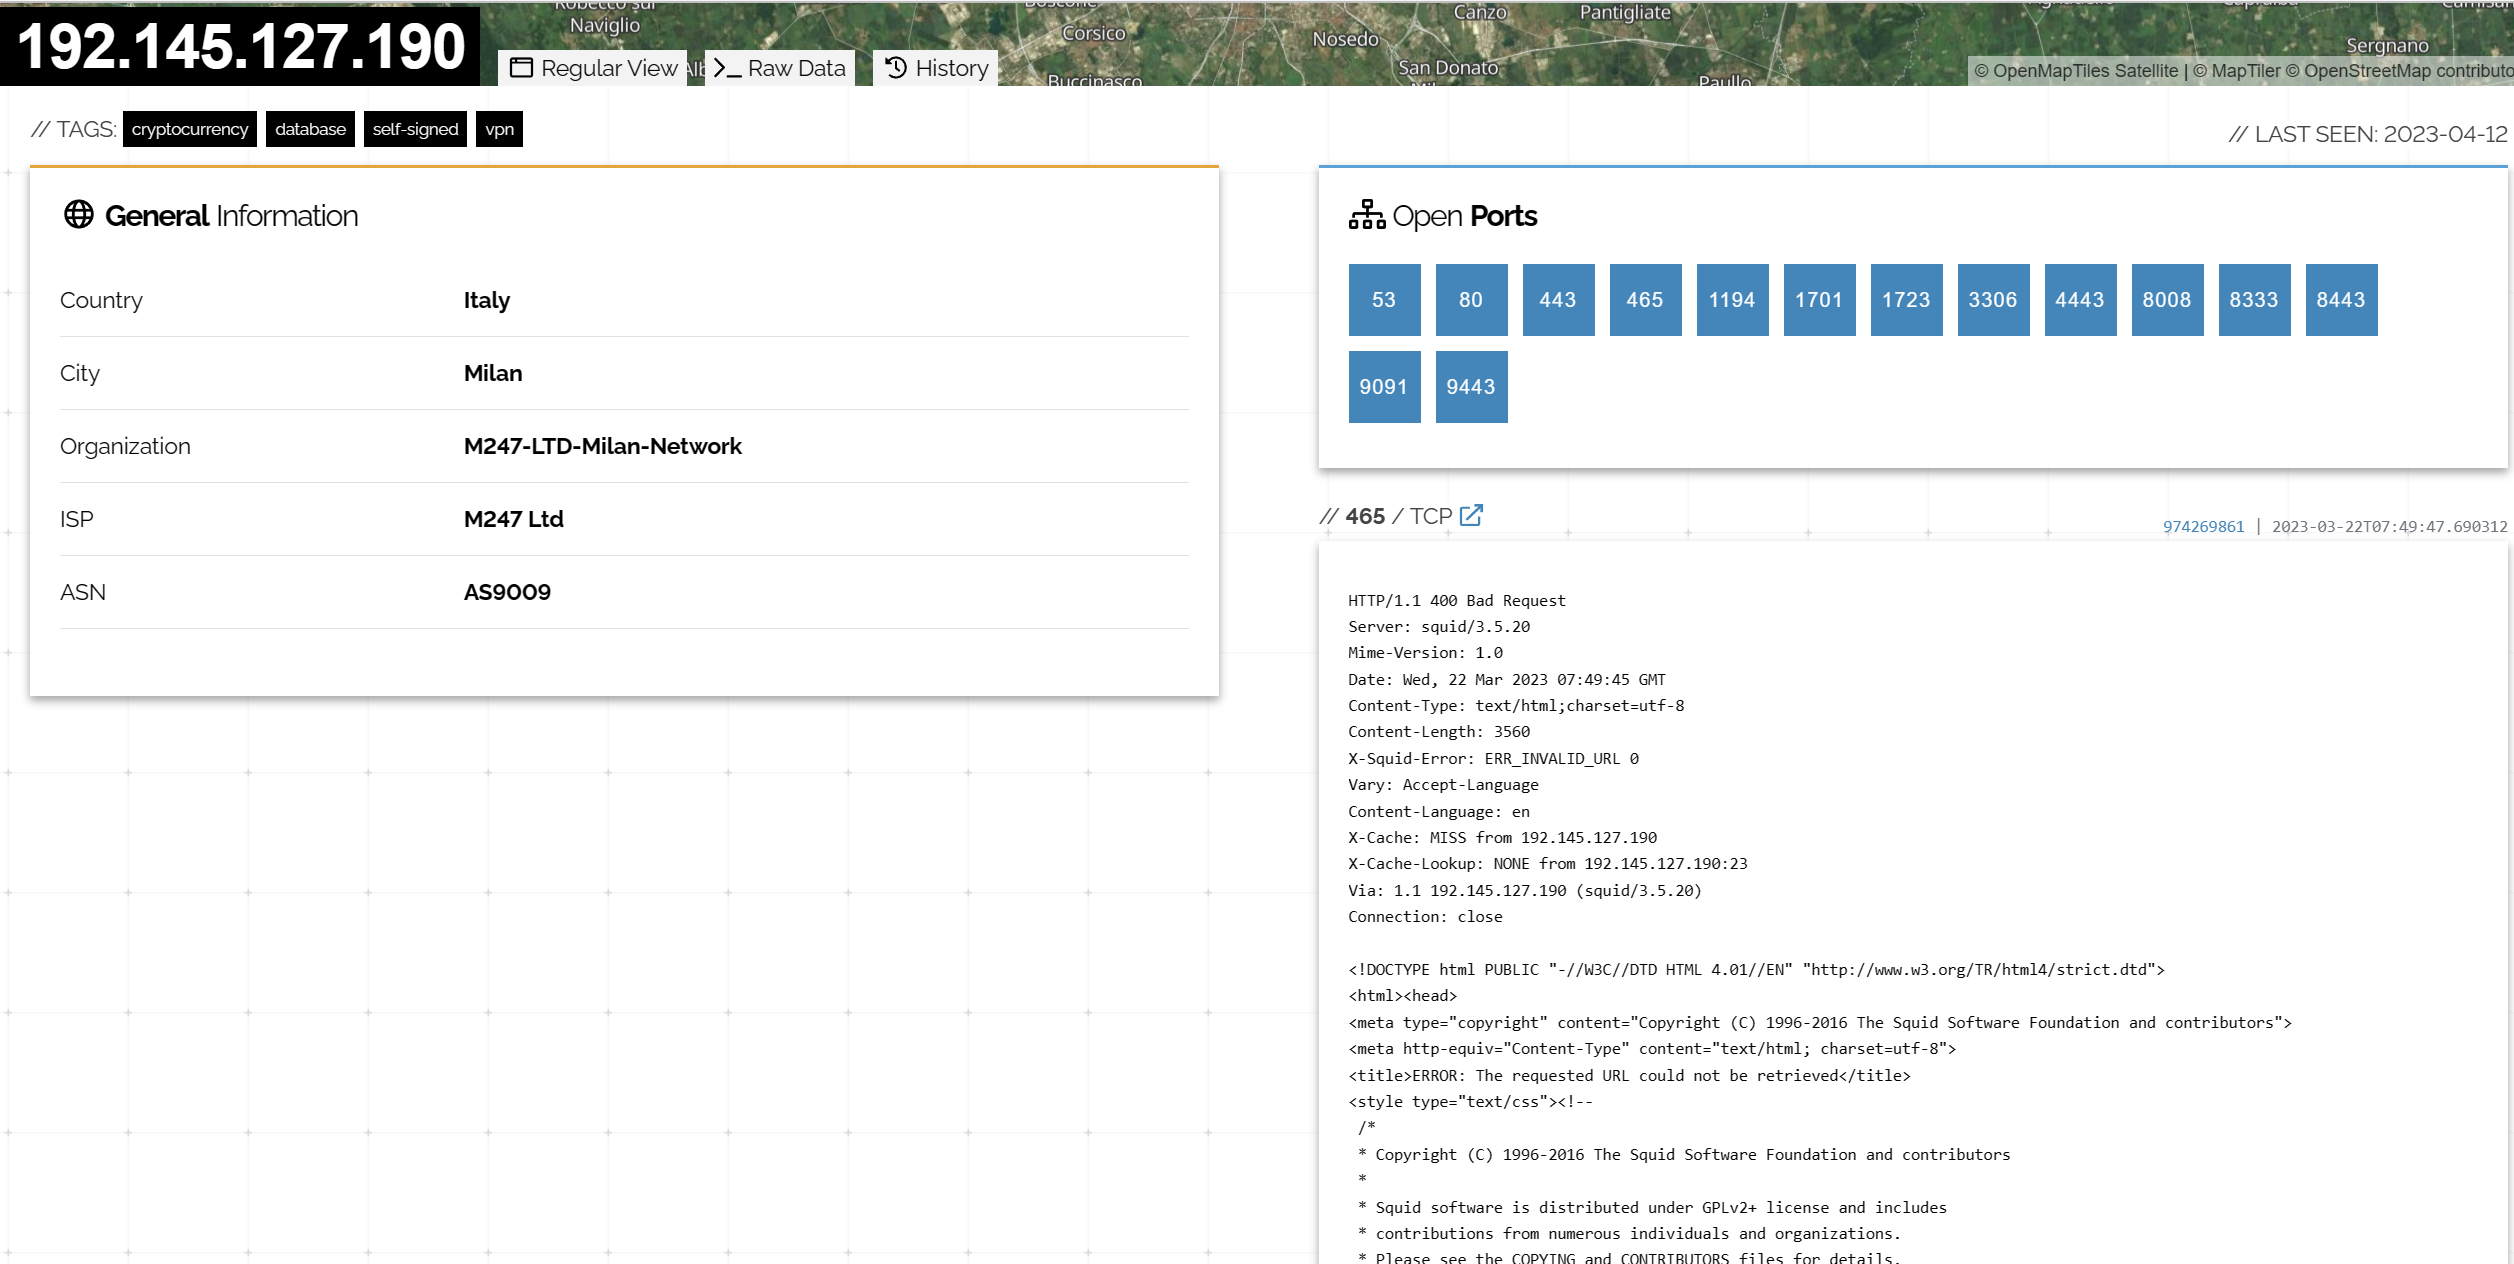 Robecco sul
Naviglio
Corsico
Buccinasco
Canzo
Nosedo
San Donato
Pantigliate
Paullo
Sergnano
192.145.127.190
Regular View
Raw Data
History
© OpenMapTiles Satellite | © MapTiler © OpenStreetMap contributo
// TAGS: cryptocurrency database self-signed vpn
// LAST SEEN: 2023-04-12
General Information
Country Italy
City Milan
Organization M247-LTD-Milan-Network
ISP M247 Ltd
ASN AS9009
Open Ports
53 80 443 465 1194 1701 1723 3306 4443 8008 8333 8443
9091 9443
// 465 / TCP
974269861 | 2023-03-22T07:49:47.690312
HTTP/1.1 400 Bad Request
Server: squid/3.5.20
Mime-Version: 1.0
Date: Wed, 22 Mar 2023 07:49:45 GMT
Content-Type: text/html;charset=utf-8
Content-Length: 3560
X-Squid-Error: ERR_INVALID_URL 0
Vary: Accept-Language
Content-Language: en
X-Cache: MISS from 192.145.127.190
X-Cache-Lookup: NONE from 192.145.127.190:23
Via: 1.1 192.145.127.190 (squid/3.5.20)
Connection: close
<!DOCTYPE html PUBLIC "-//W3C//DTD HTML 4.01//EN" "http://www.w3.org/TR/html4/strict.dtd">
<html><head>
<meta type="copyright" content="Copyright (C) 1996-2016 The Squid Software Foundation and contributors">
<meta http-equiv="Content-Type" content="text/html; charset=utf-8">
<title>ERROR: The requested URL could not be retrieved</title>
<style type="text/css"><!--
/*
* Copyright (C) 1996-2016 The Squid Software Foundation and contributors
*
* Squid software is distributed under GPLv2+ license and includes
* contributions from numerous individuals and organizations.
* Please see the COPYING and CONTRIBUTORS files for details.